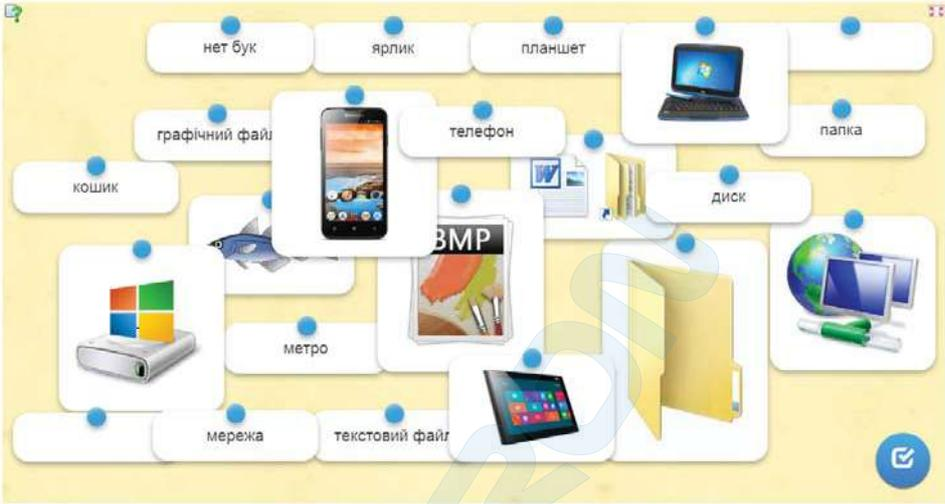 нет бук
ярлик
планшет
графічний файл
телефон
папка
кошик
W
диск
BMP
метро
мережа
текстовий файл